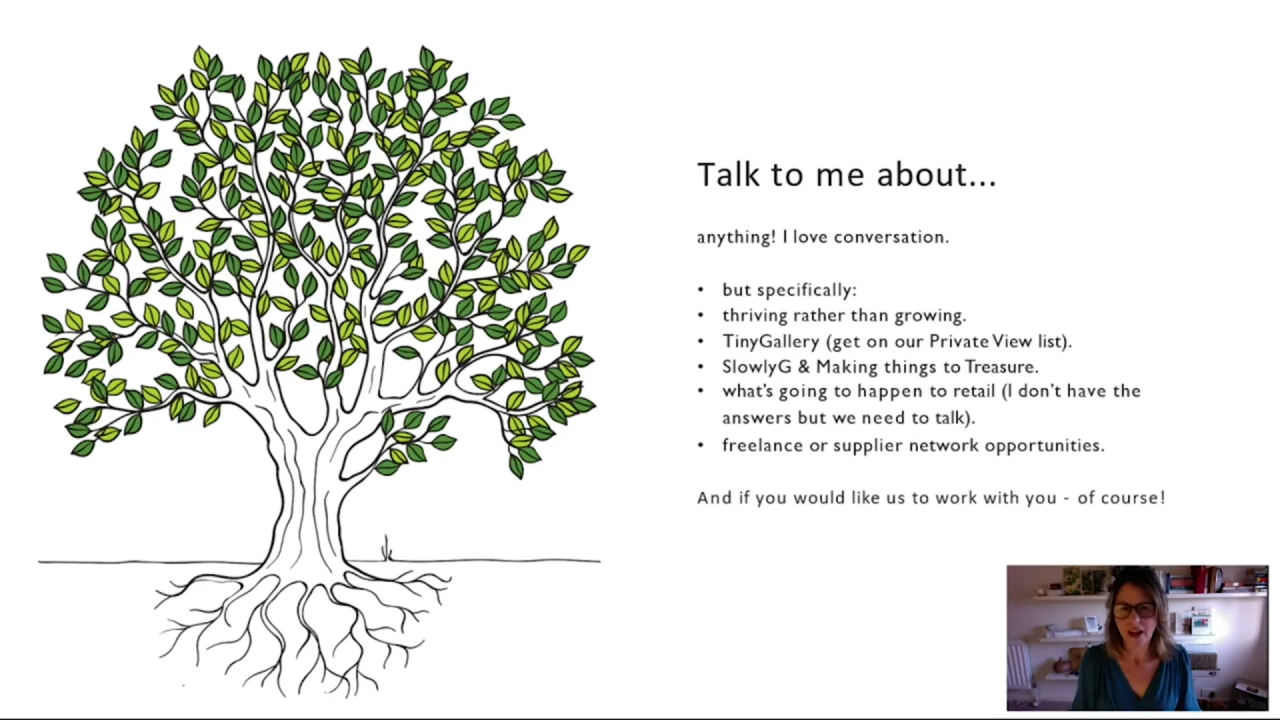 Talk to me about...
anything! I love conversation.
• but specifically:
• thriving rather than growing.
• TinyGallery (get on our Private View list).
• SlowlyG & Making things to Treasure.
• what's going to happen to retail (I don't have the
answers but we need to talk).
• freelance or supplier network opportunities.
And if you would like us to work with you - of course!